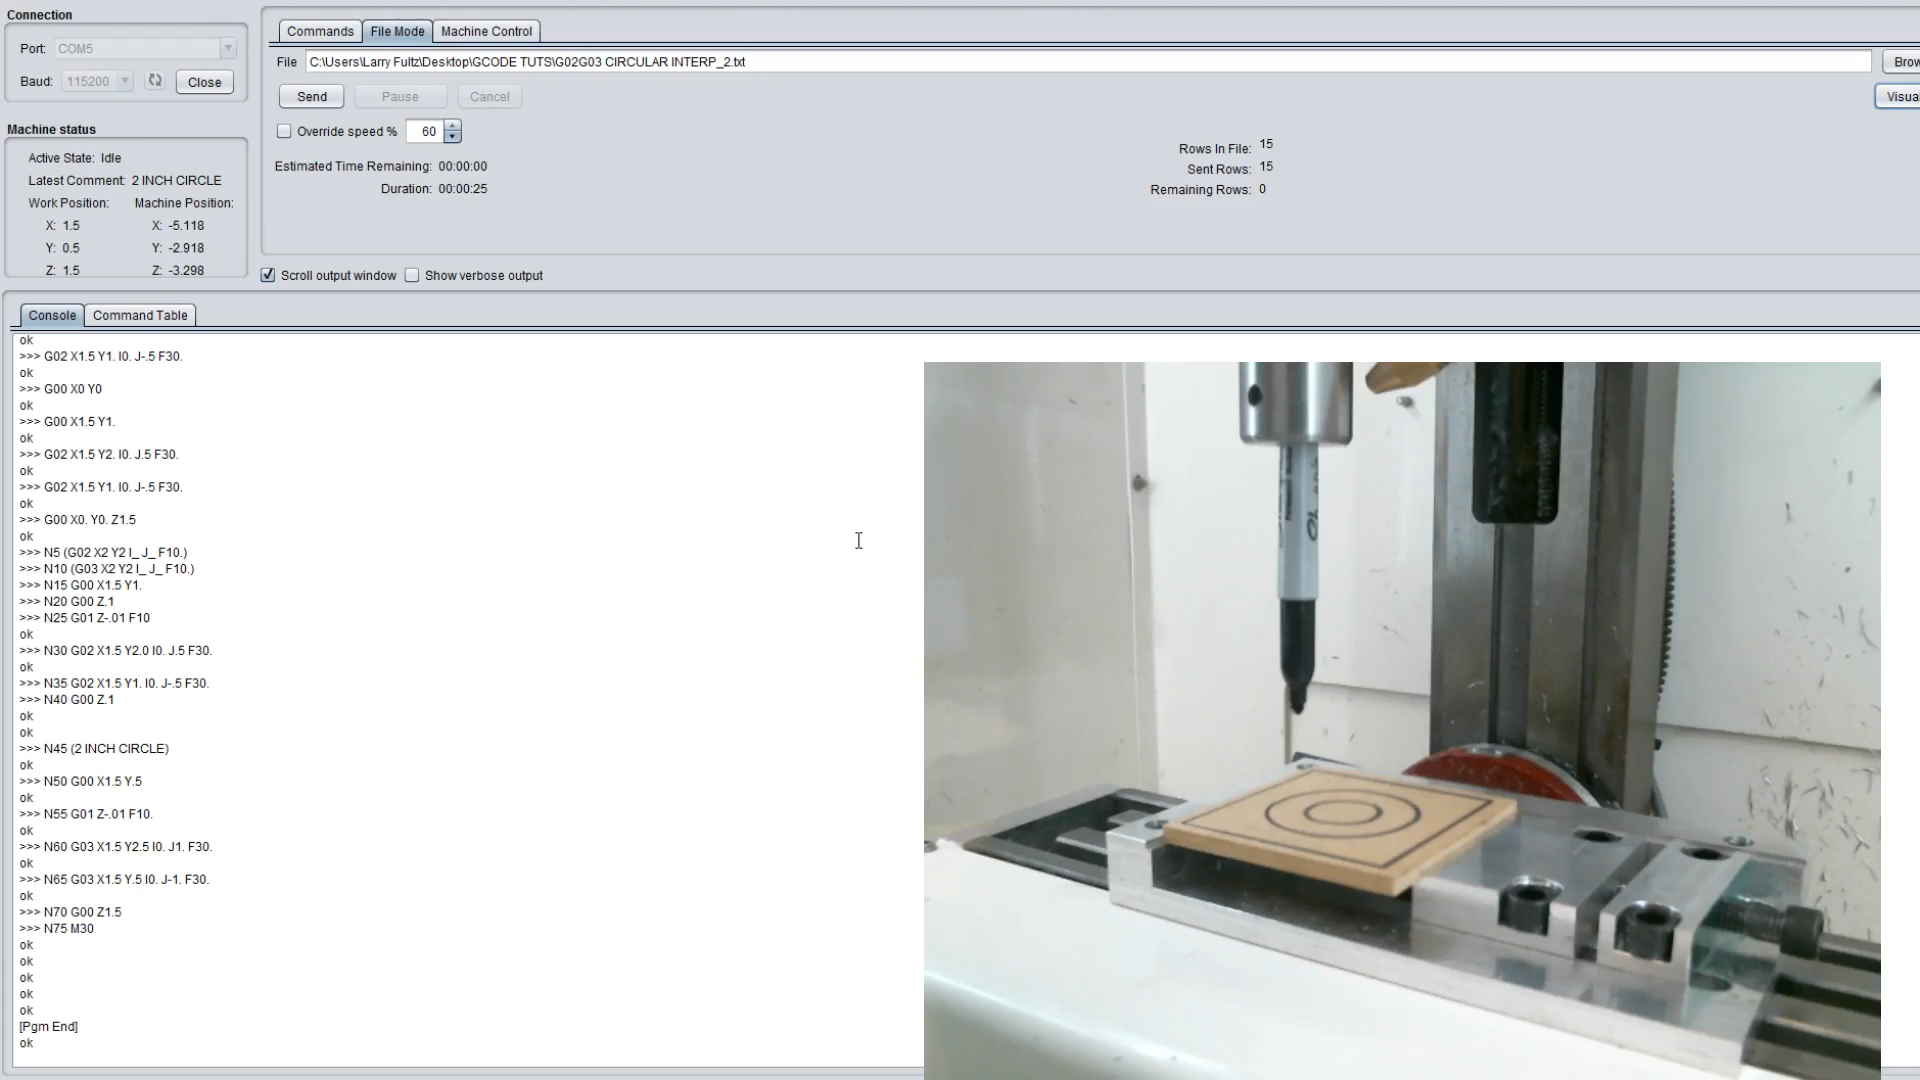 Connection
Port: COM5
Baud: 115200 Close
Machine status
Active State: Idle
Latest Comment: 2 INCH CIRCLE
Work Position: Machine Position:
X: 1.5 X: -5.118
Y: 0.5 Y: -2.918
Z: 1.5 Z: -3.298
Commands File Mode Machine Control
File C:\Users\Larry Fultz\Desktop\GCODE TUTS\G02G03 CIRCULAR INTERP_2.txt Brow
Send Pause Cancel Visual
Override speed % 60
Estimated Time Remaining: 00:00:00
Duration: 00:00:25
Rows In File: 15
Sent Rows: 15
Remaining Rows: 0
Scroll output window Show verbose output
Console Command Table
ok
>>> G02 X1.5 Y1. I0. J-.5 F30.
ok
>>> G00 X0 Y0
ok
>>> G00 X1.5 Y1.
ok
>>> G02 X1.5 Y2. I0. J.5 F30.
ok
>>> G02 X1.5 Y1. I0. J-.5 F30.
ok
>>> G00 X0. Y0. Z1.5
ok
>>> N5 (G02 X2 Y2 I_ J_ F10.)
>>> N10 (G03 X2 Y2 I_ J_ F10.)
>>> N15 G00 X1.5 Y1.
>>> N20 G00 Z.1
>>> N25 G01 Z-.01 F10
ok
>>> N30 G02 X1.5 Y2.0 I0. J.5 F30.
ok
>>> N35 G02 X1.5 Y1. I0. J-.5 F30.
>>> N40 G00 Z.1
ok
ok
>>> N45 (2 INCH CIRCLE)
ok
>>> N50 G00 X1.5 Y.5
ok
>>> N55 G01 Z-.01 F10.
ok
>>> N60 G03 X1.5 Y2.5 I0. J1. F30.
ok
>>> N65 G03 X1.5 Y.5 I0. J-1. F30.
ok
>>> N70 G00 Z1.5
>>> N75 M30
ok
ok
ok
ok
ok
[Pgm End]
ok